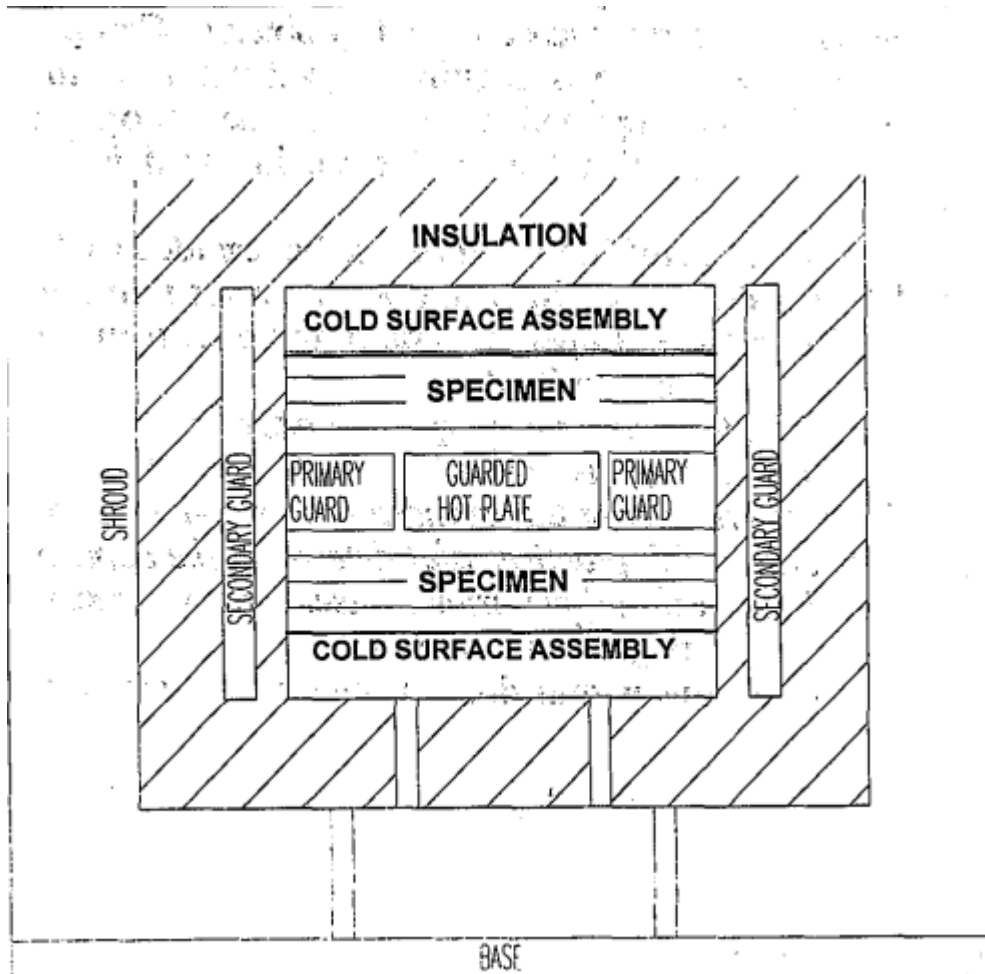 INSULATION
COLD SURFACE ASSEMBLY
SPECIMEN
SHROUD
SECONDARY GUARD
PRIMARY
GUARD
GUARDED
HOT PLATE
PRIMARY
GUARD
SECONDARY GUARD
SPECIMEN
COLD SURFACE ASSEMBLY
BASE